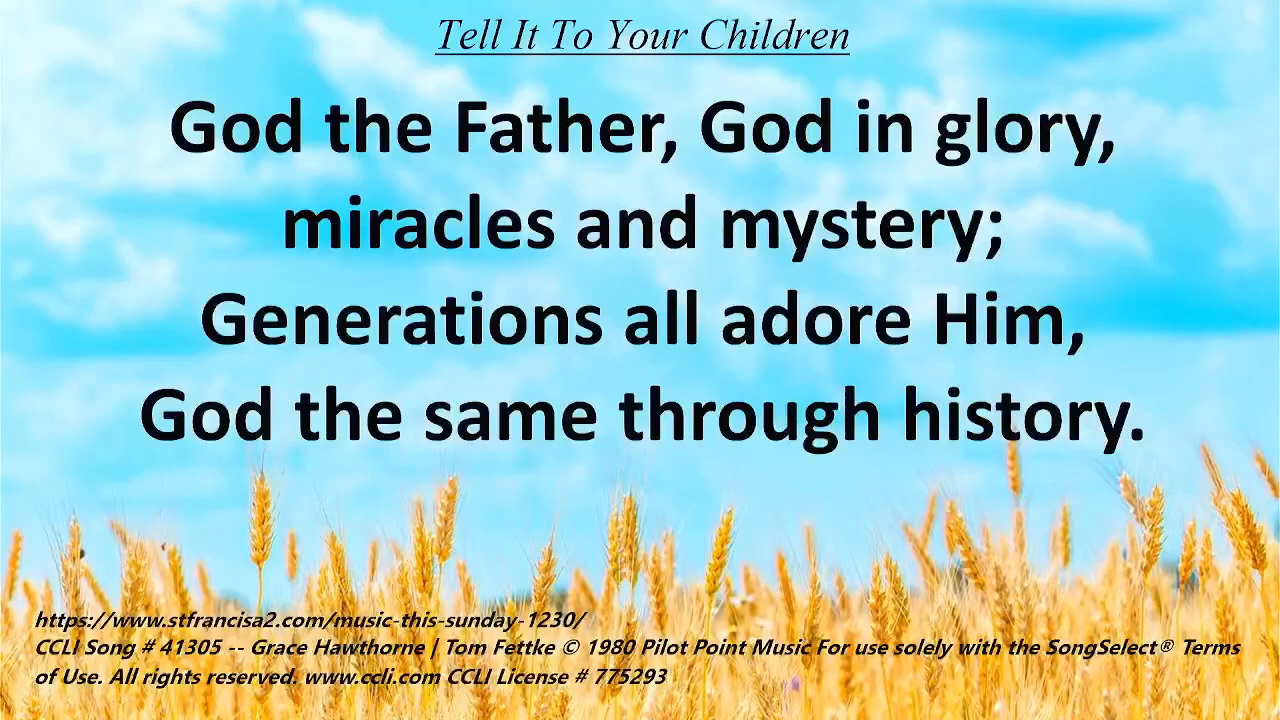 Tell It To Your Children
God the Father, God in glory,
miracles and mystery;
Generations all adore Him,
God the same through history.
https://www.stfrancisa2.com/music-this-sunday-1230/
CCLI Song # 41305 -- Grace Hawthorne | Tom Fettke © 1980 Pilot Point Music For use solely with the SongSelect® Terms
of Use. All rights reserved. www.ccli.com CCLI License # 775293